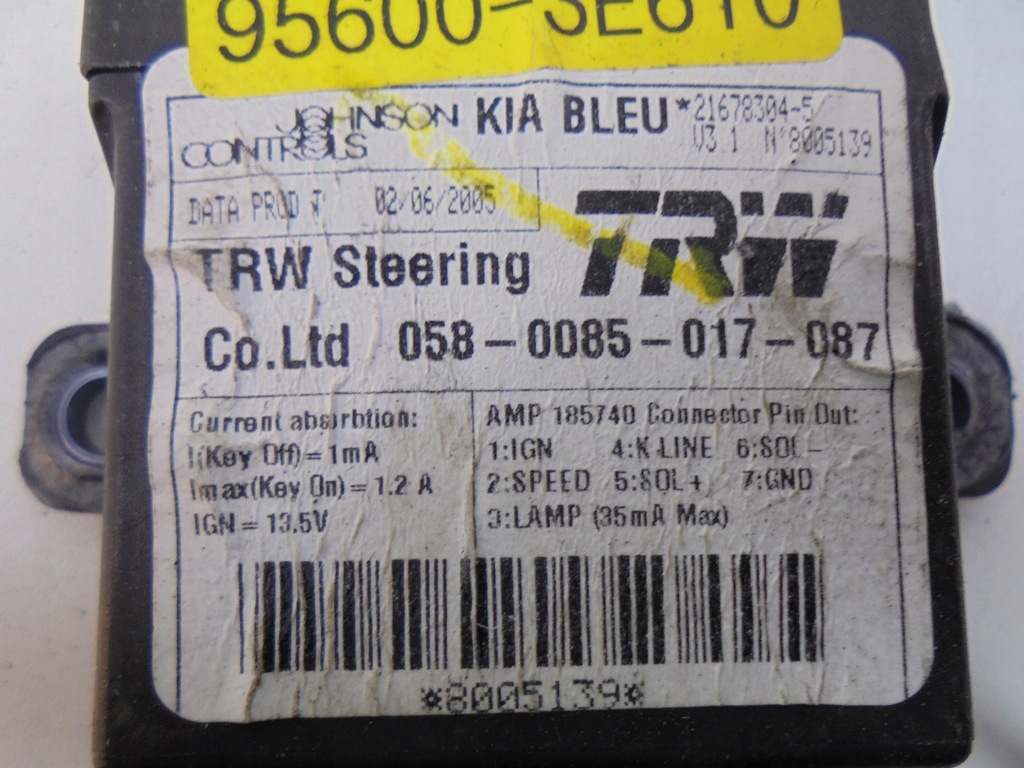 95600-3E610
JOHNSON CONTROLS KIA BLEU *21678304-5
V3.1 N°8005139
DATA PROD 02/06/2005
TRW
TRW Steering
Co.Ltd 058-0085-017-087
Current absirbtion:
I(Key Off)=1mA
Imax(Key On)=1.2 A
IGN=13.5V
AMP 185740 Connector Pin Out:
1:IGN 4:K-LINE 6:SOL-
2:SPEED 5:SOL+ 7:GND
3:LAMP (35mA Max)
*8005139*